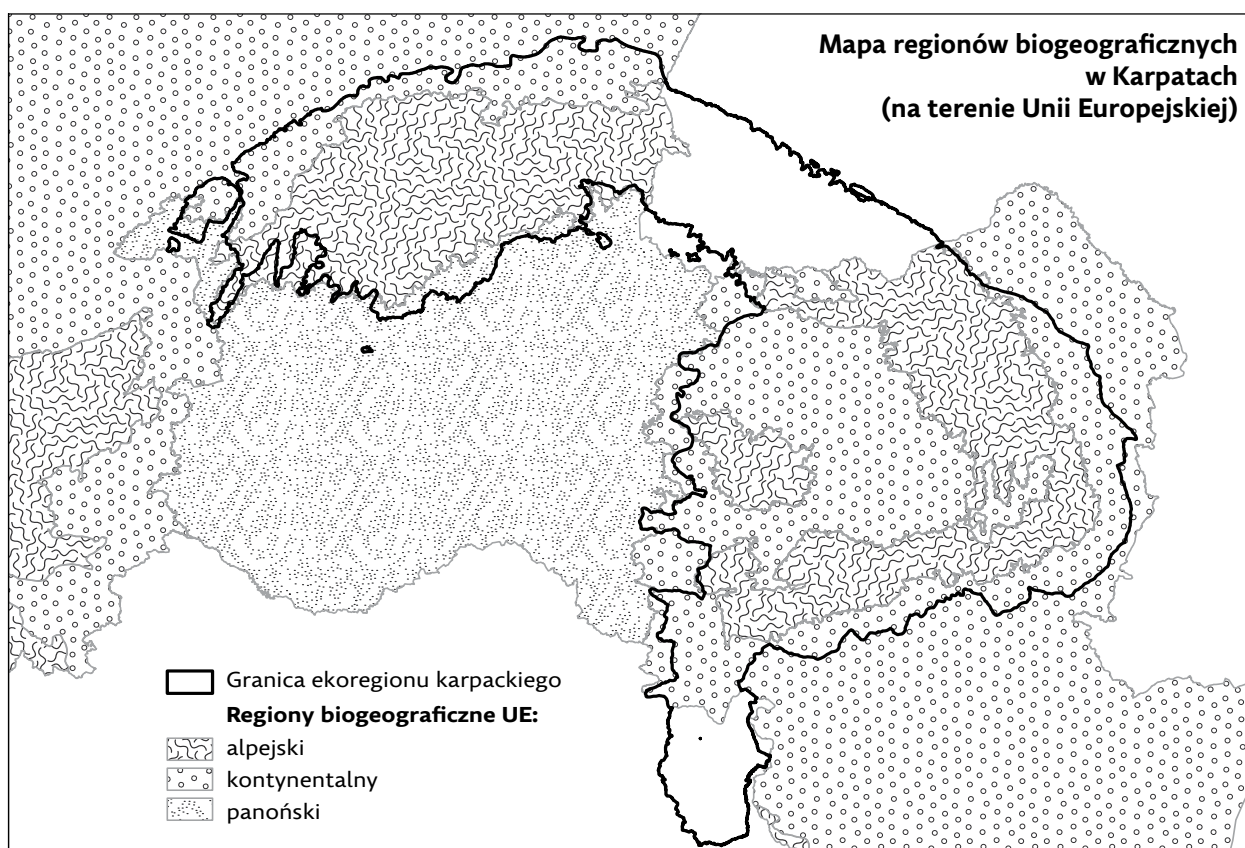 Mapa regionów biogeograficznych
w Karpatach
(na terenie Unii Europejskiej)
Granica ekoregionu karpackiego
Regiony biogeograficzne UE:
alpejski
kontynentalny
panoński